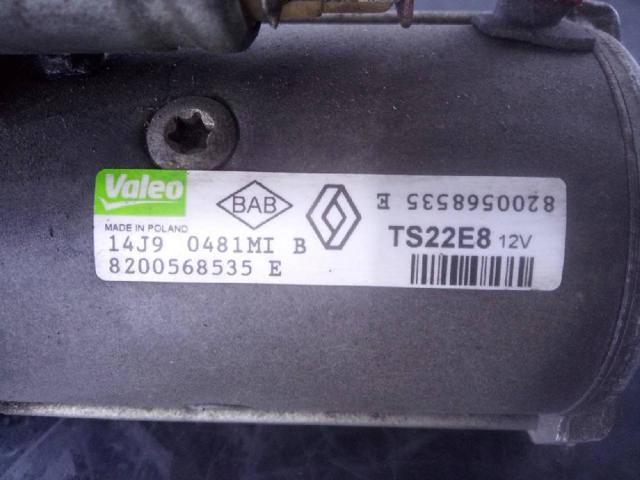 Valeo
BAB
MADE IN POLAND
14J9 0481MI B
8200568535 E
8200568535 E
TS22E8 12V